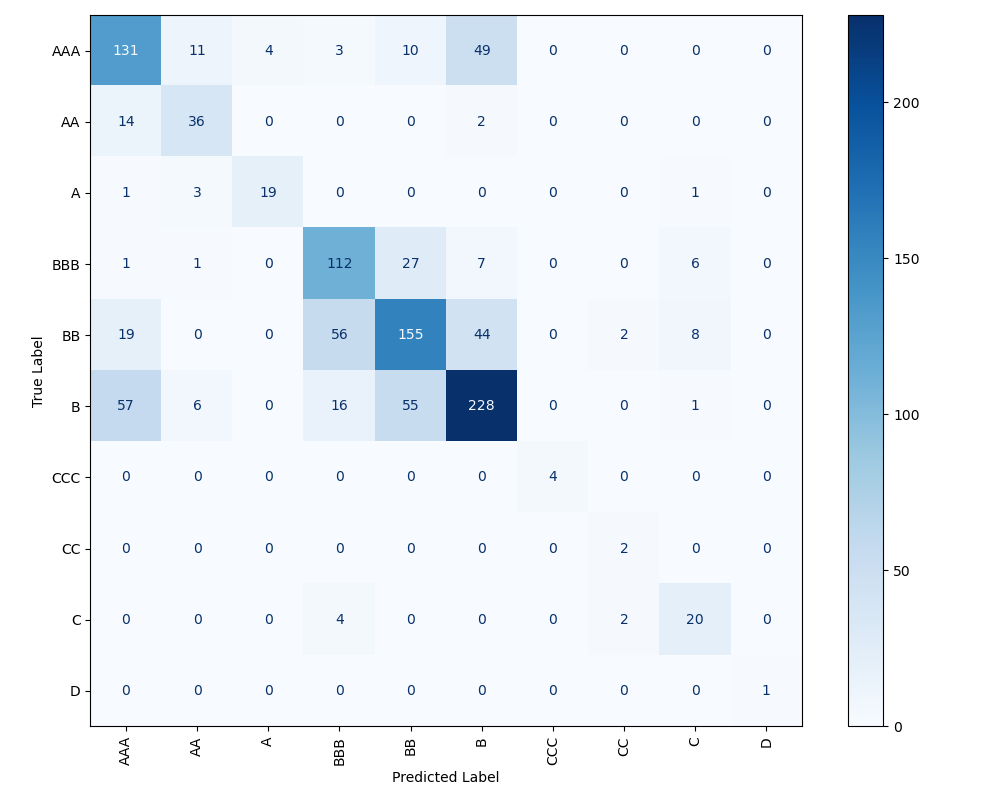 AAA 131 11 4 3 10 49 0 0 0 0
AA 14 36 0 0 0 2 0 0 0 0
A 1 3 19 0 0 0 0 0 1 0
BBB 1 1 0 112 27 7 0 0 6 0
BB 19 0 0 56 155 44 0 2 8 0
B 57 6 0 16 55 228 0 0 1 0
CCC 0 0 0 0 0 0 4 0 0 0
CC 0 0 0 0 0 0 0 2 0 0
C 0 0 0 4 0 0 0 2 20 0
D 0 0 0 0 0 0 0 0 0 1
AAA AA A BBB BB B CCC CC C D
Predicted Label
True Label
200
150
100
50
0